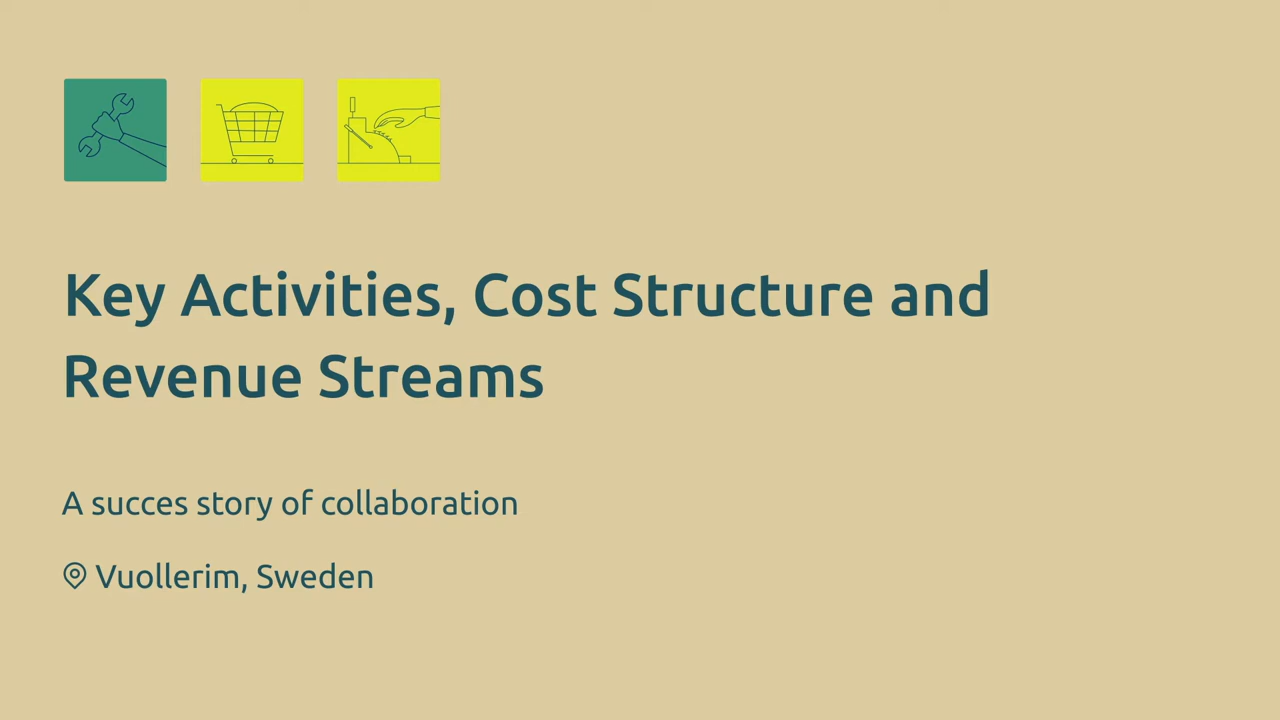 Key Activities, Cost Structure and
Revenue Streams
A succes story of collaboration
Vuollerim, Sweden